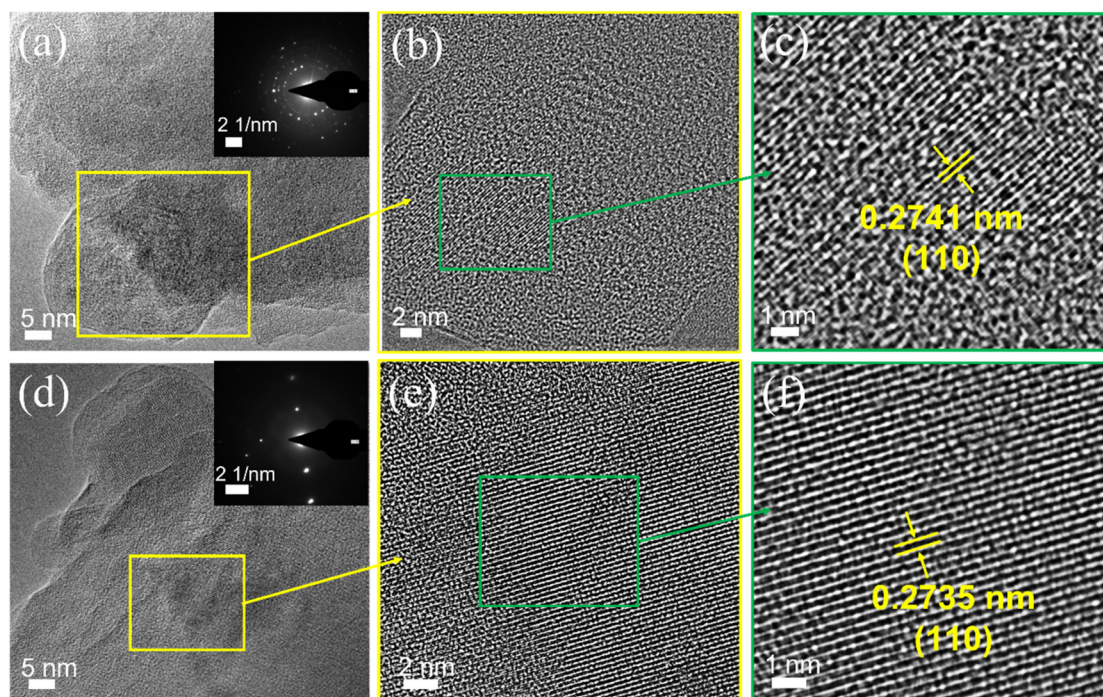 (a)
2 1/nm
5 nm
(b)
2 nm
(c)
0.2741 nm
(110)
1 nm
(d)
2 1/nm
5 nm
(e)
2 nm
(f)
0.2735 nm
(110)
1 nm